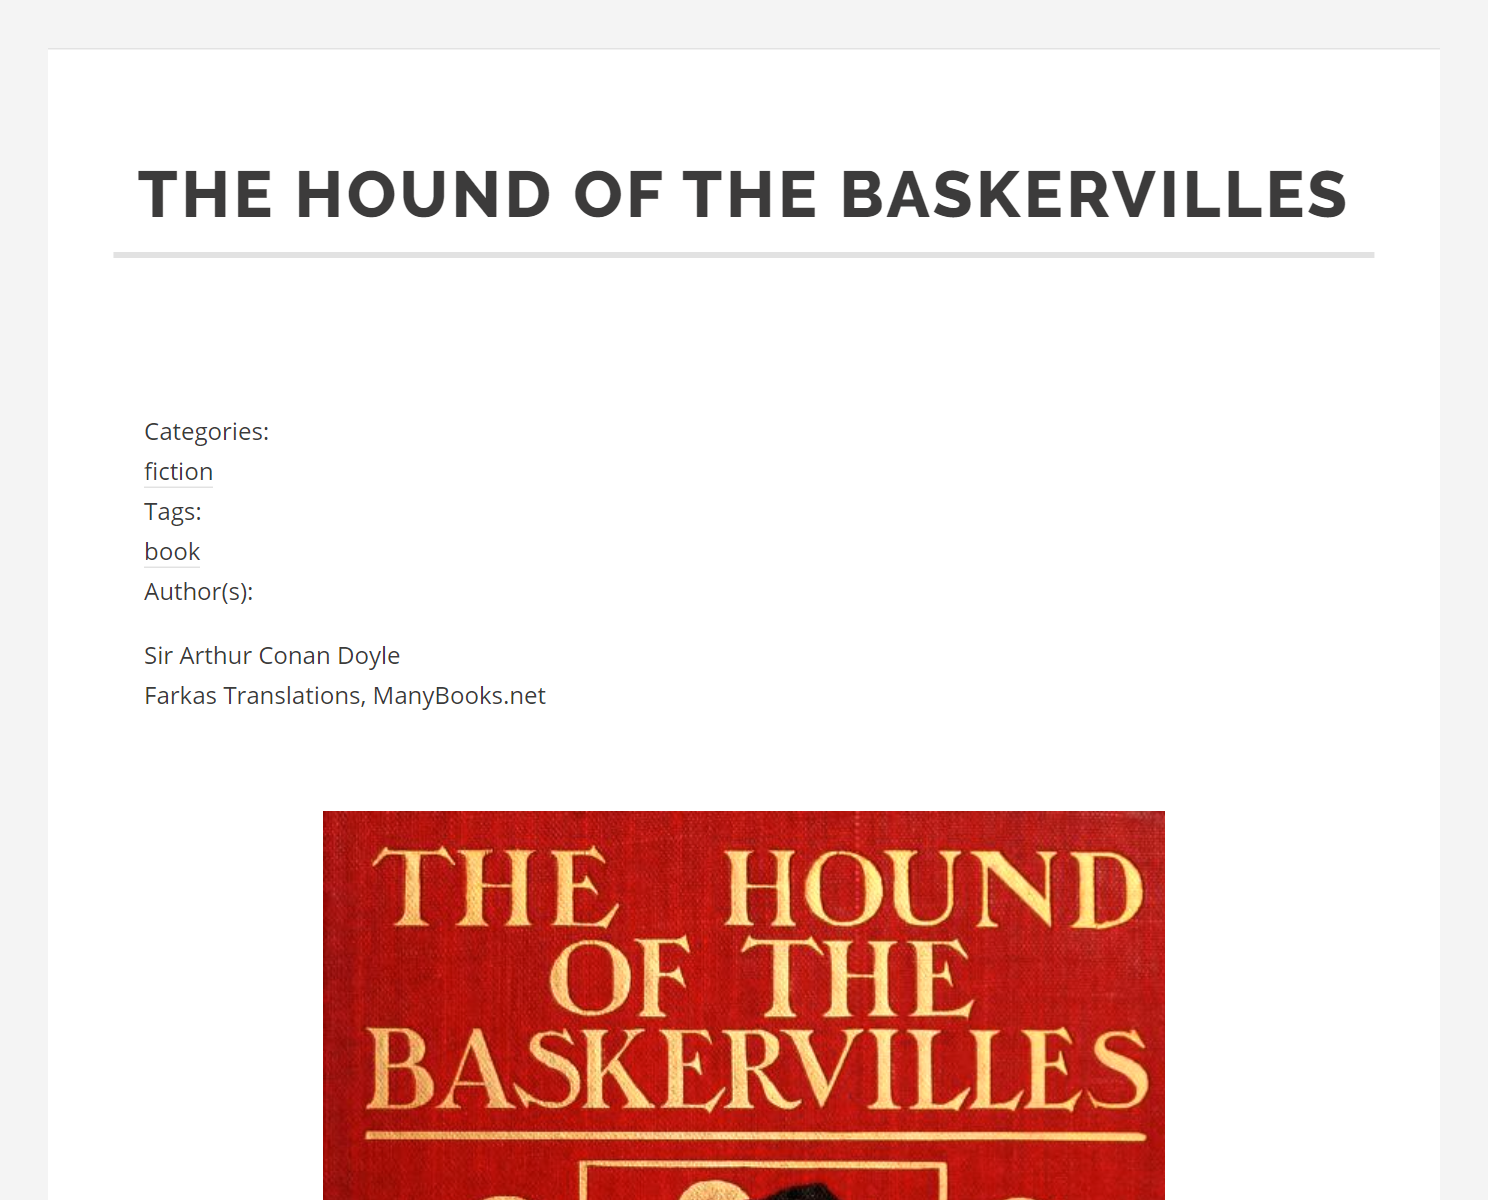 THE HOUND OF THE BASKERVILLES
Categories:
fiction
Tags:
book
Author(s):
Sir Arthur Conan Doyle
Farkas Translations, ManyBooks.net
THE HOUND
OF THE
BASKERVILLES